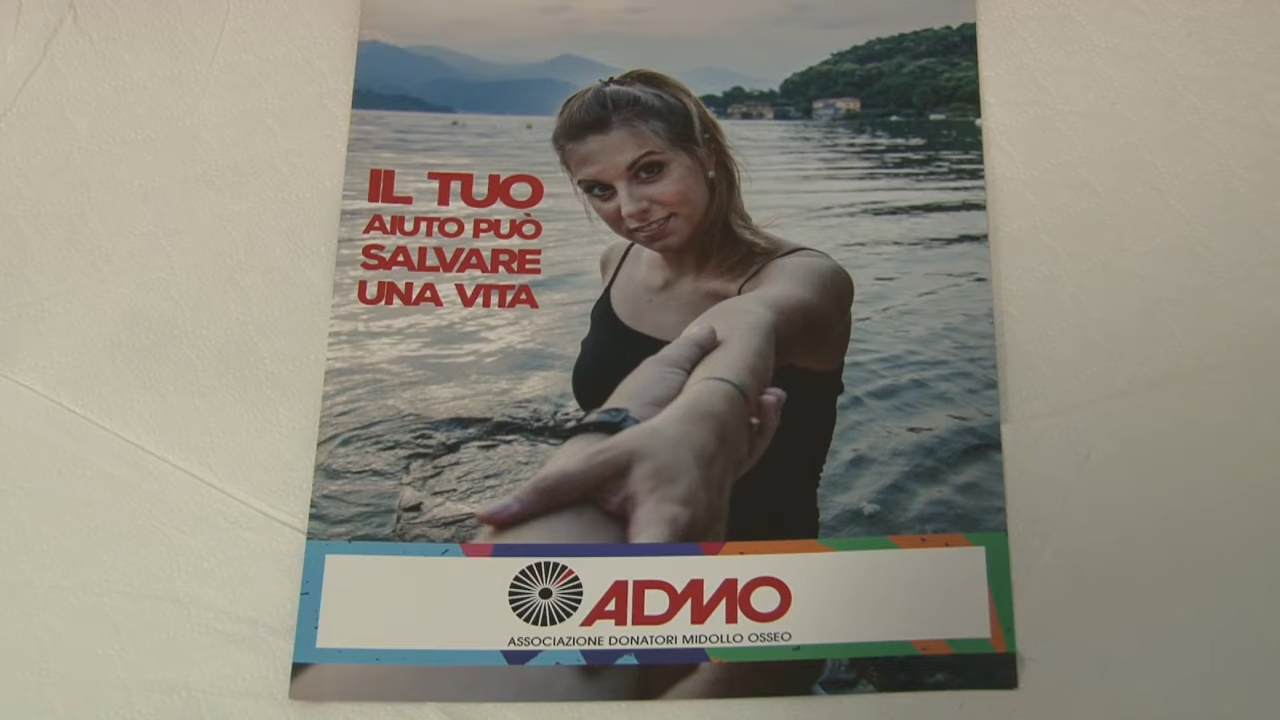 IL TUO
AIUTO PUÒ
SALVARE
UNA VITA
ADMO
ASSOCIAZIONE DONATORI MIDOLLO OSSEO